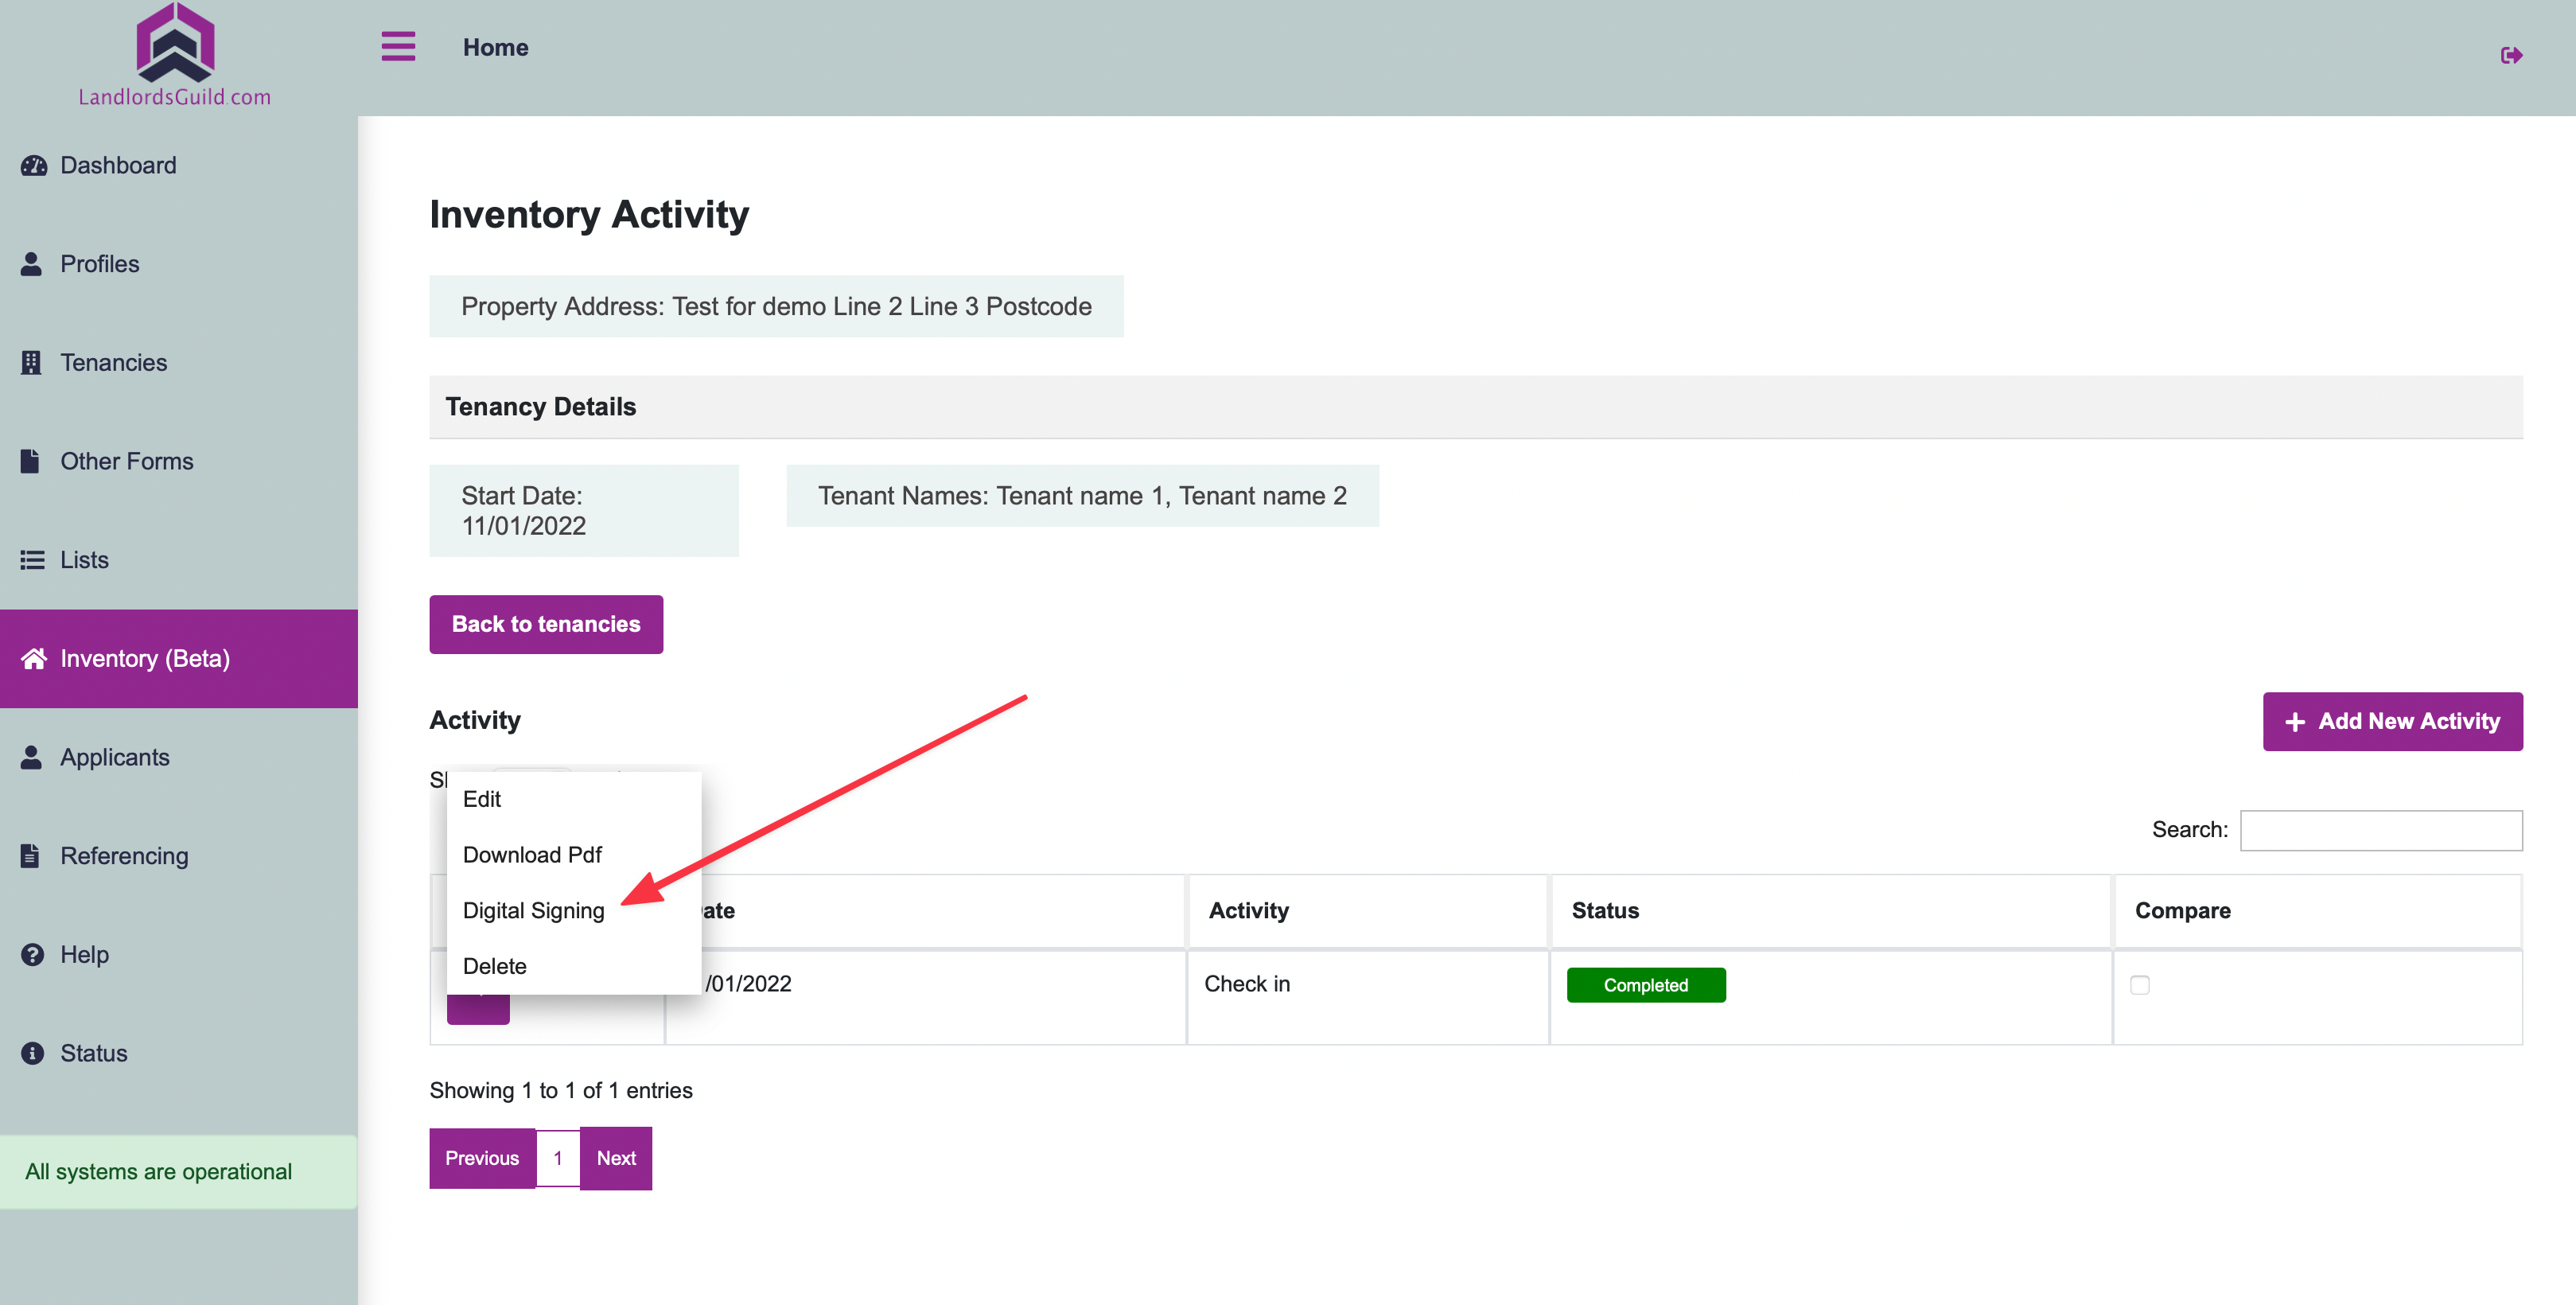 LandlordsGuild.com
Home
Dashboard
Profiles
Tenancies
Other Forms
Lists
Inventory (Beta)
Applicants
Referencing
Help
Status
All systems are operational
Inventory Activity
Property Address: Test for demo Line 2 Line 3 Postcode
Tenancy Details
Start Date:
11/01/2022
Tenant Names: Tenant name 1, Tenant name 2
Back to tenancies
Activity
Add New Activity
Edit
Download Pdf
Digital Signing
Delete
Search:
ate
Activity
Status
Compare
/01/2022
Check in
Completed
Showing 1 to 1 of 1 entries
Previous
1
Next